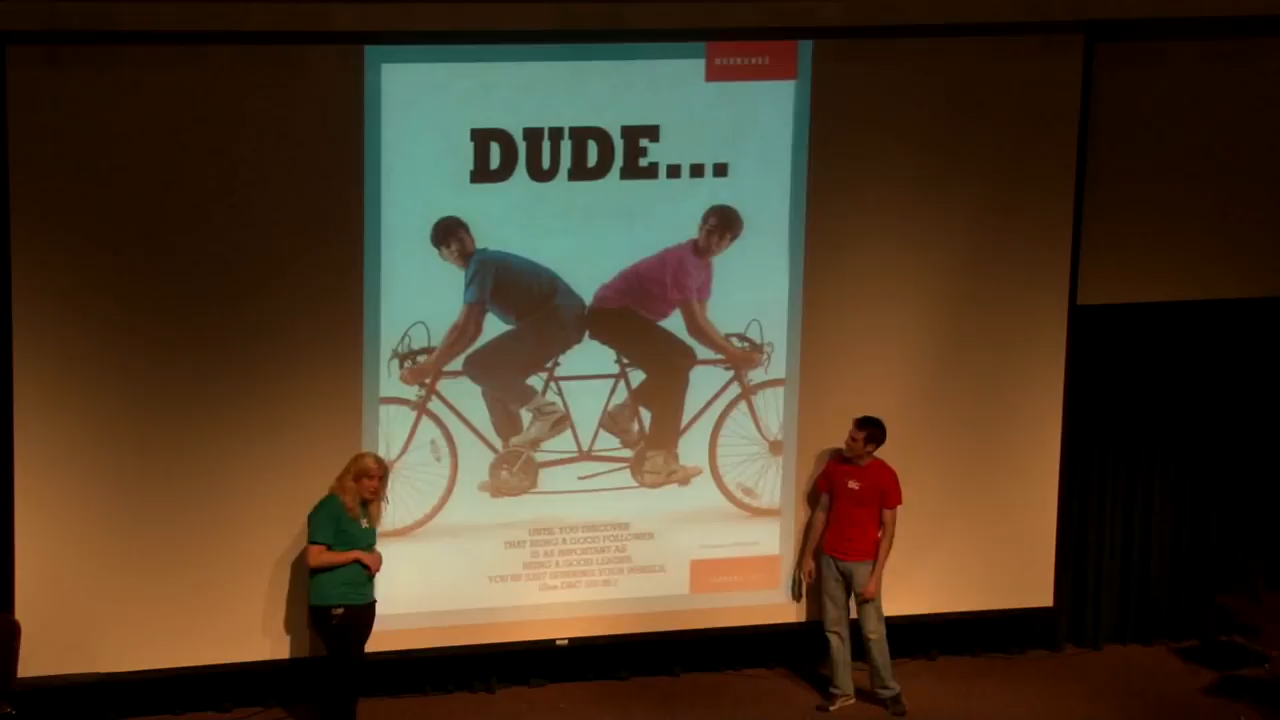 DUDE...
UNTIL YOU DISCOVER
THAT BEING A GOOD FOLLOWER
IS AS IMPORTANT AS
BEING A GOOD LEADER,
YOU'RE JUST SPINNING YOUR WHEELS.